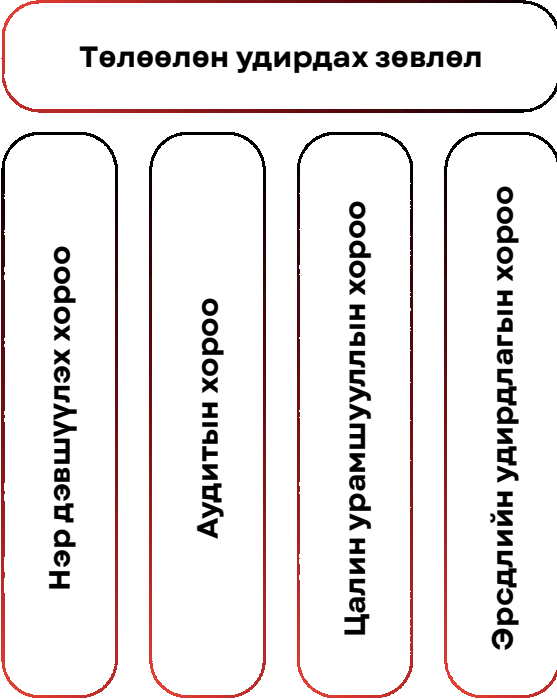 Төлөөлөн удирдах зөвлөл
Нэр дэвшүүлэх хороо
Аудитын хороо
Цалин урамшууллын хороо
Эрсдлийн удирдлагын хороо